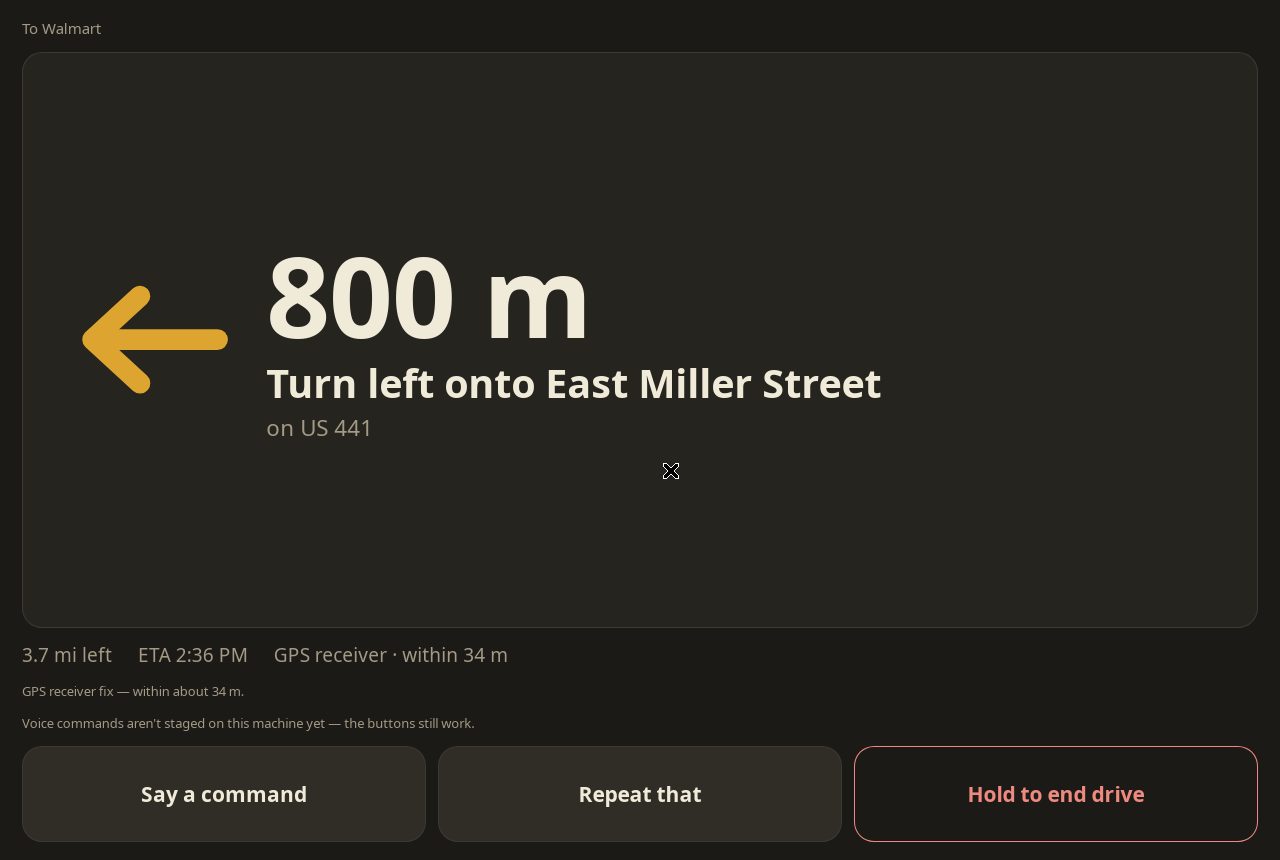 To Walmart
800 m
Turn left onto East Miller Street
on US 441
3.7 mi left ETA 2:36 PM GPS receiver · within 34 m
GPS receiver fix — within about 34 m.
Voice commands aren't staged on this machine yet — the buttons still work.
Say a command Repeat that Hold to end drive